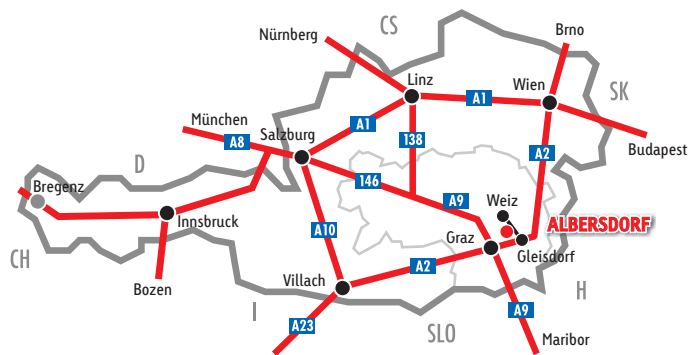 CS
Brno
Nürnberg
Linz
Wien
A1
SK
München
A1
138
A8
Salzburg
Budapest
A2
D
146
Bregenz
A9
Weiz
Innsbruck
A10
ALBERSDORF
Graz
Gleisdorf
CH
A2
Bozen
Villach
H
I
A23
SLO
A9
Maribor